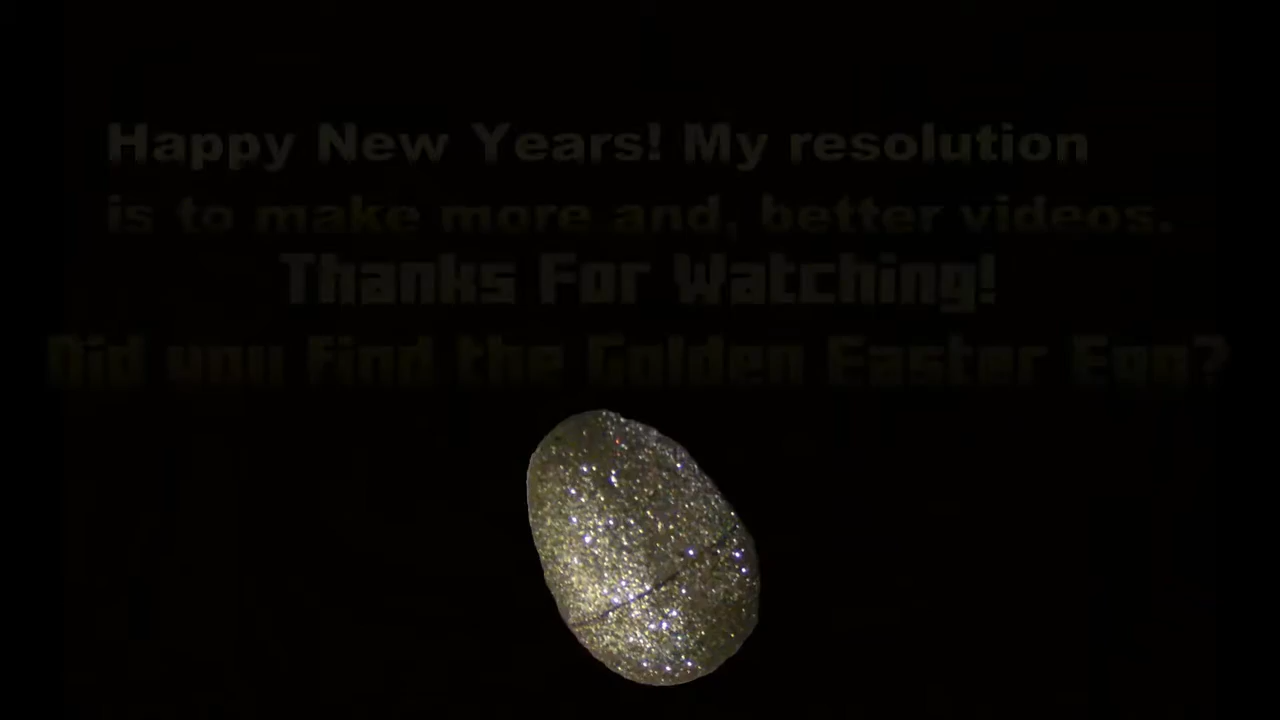 Happy New Years! My resolution
is to make more and, better videos.
Thanks For Watching!
Did you find the Golden Easter Egg?